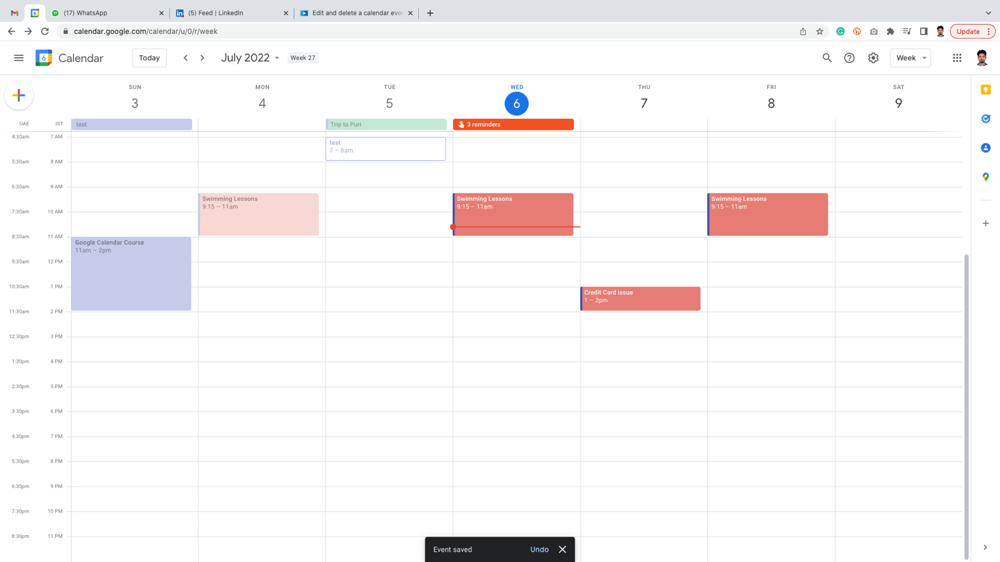 (17) WhatsApp
(5) Feed | LinkedIn
Edit and delete a calendar eve
calendar.google.com/calendar/u/0/r/week
Update
6 Calendar
Today
July 2022
Week 27
Week
SUN
MON
TUE
WED
THU
FRI
SAT
3
4
5
6
7
8
9
UAE
IST
test
Trip to Puri
3 reminders
4:30am 7 AM
test
7 – 8am
5:30am 8 AM
6:30am 9 AM
Swimming Lessons
9:15 – 11am
Swimming Lessons
9:15 – 11am
Swimming Lessons
9:15 – 11am
7:30am 10 AM
8:30am 11 AM
Google Calendar Course
11am – 2pm
9:30am 12 PM
10:30am 1 PM
Credit Card issue
1 – 2pm
11:30am 2 PM
12:30pm 3 PM
1:30pm 4 PM
2:30pm 5 PM
3:30pm 6 PM
4:30pm 7 PM
5:30pm 8 PM
6:30pm 9 PM
7:30pm 10 PM
8:30pm 11 PM
Event saved
Undo